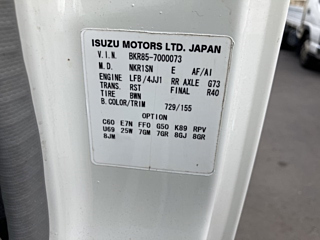 ISUZU MOTORS LTD. JAPAN
V.I.N. BKR85-7000073
M.D. NKR1SN E AF/AI
ENGINE LFB/4JJ1 RR AXLE G73
TRANS. RST FINAL R40
TIRE BWN
B.COLOR/TRIM 729/155
OPTION
C60 E7N FF0 G50 K89 RPV
U69 25W 7GM 7GR 8GJ 8GR
8JM